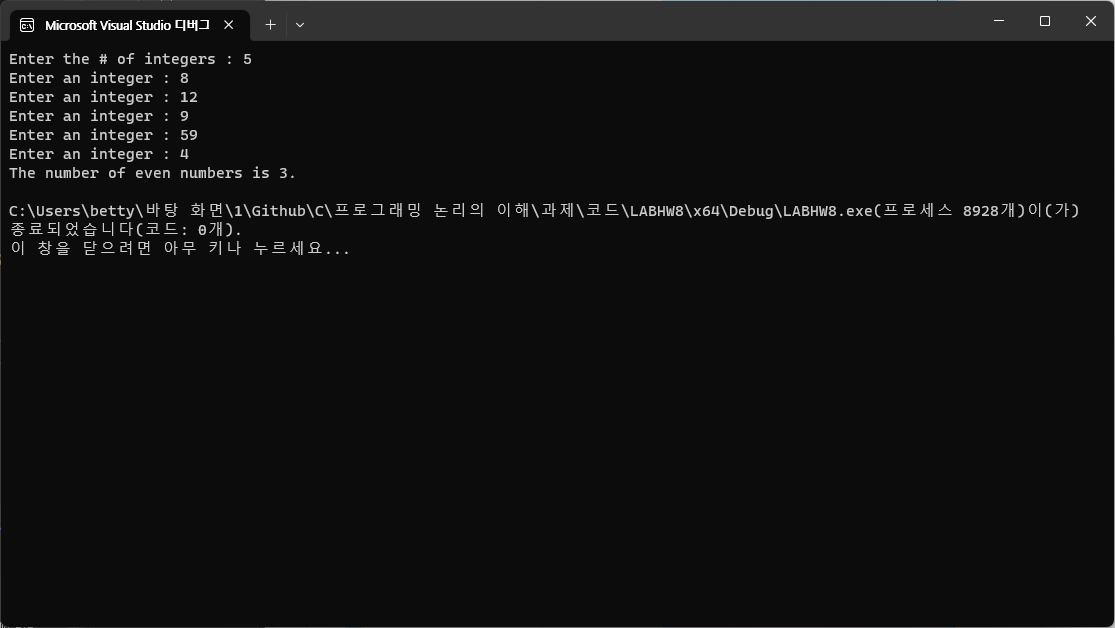 Microsoft Visual Studio 디버그
Enter the # of integers : 5
Enter an integer : 8
Enter an integer : 12
Enter an integer : 9
Enter an integer : 59
Enter an integer : 4
The number of even numbers is 3.
C:\Users\betty\바탕 화면\1\Github\C\프로그래밍 논리의 이해\과제\코드\LABHW8\x64\Debug\LABHW8.exe(프로세스 8928개)이(가)
종료되었습니다(코드: 0개).
이 창을 닫으려면 아무 키나 누르세요...